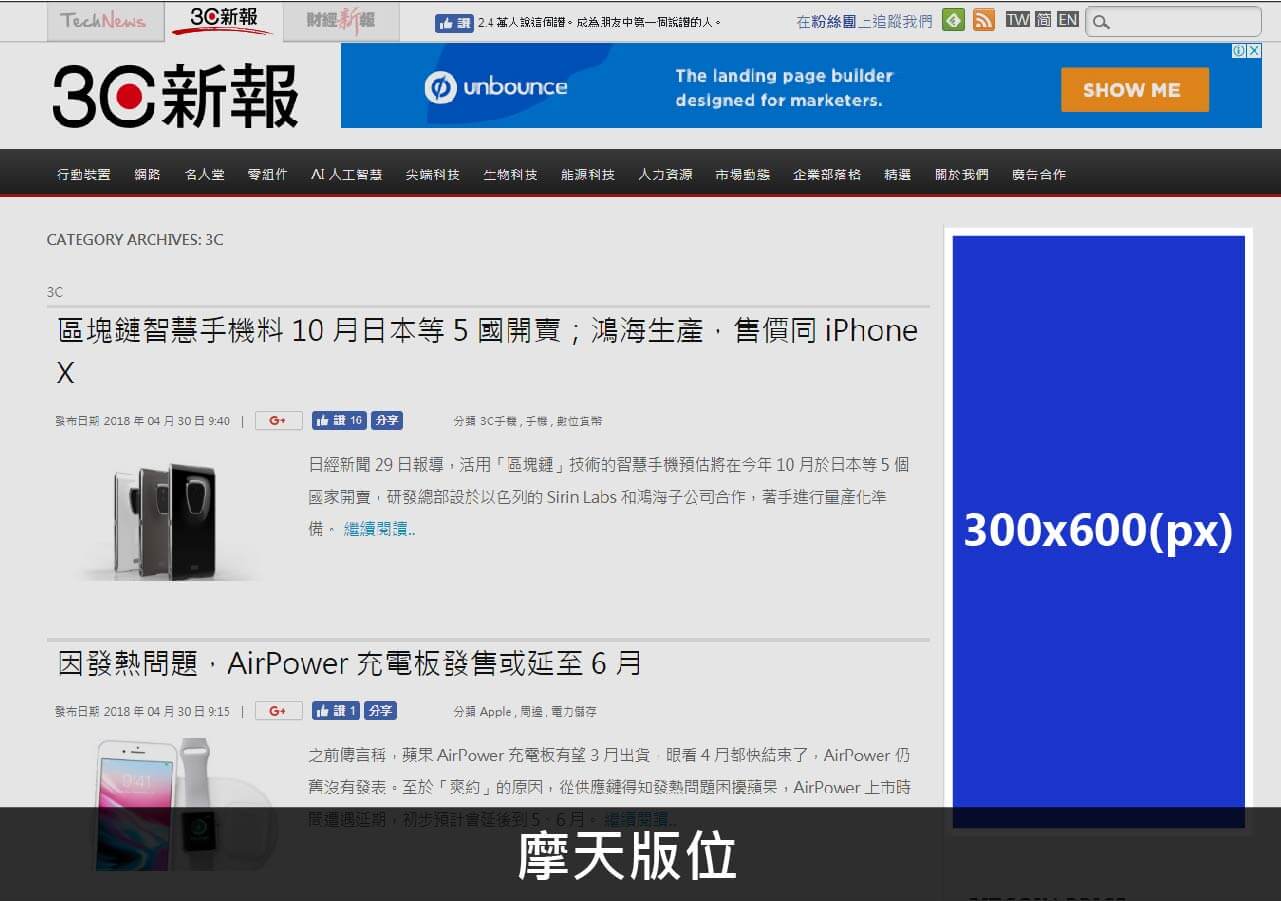 TechNews
3C新報
財經新報
讚 2.4 萬人說這個讚。成為朋友中第一個說讚的人。
在粉絲團上追蹤我們
TW 简 EN
3C新報
unbounce
The landing page builder
designed for marketers.
SHOW ME
行動裝置 網路 名人堂 零組件 AI 人工智慧 尖端科技 生物科技 能源科技 人力資源 市場動態 企業部落格 精選 關於我們 廣告合作
CATEGORY ARCHIVES: 3C
3C
區塊鏈智慧手機料 10 月日本等 5 國開賣；鴻海生產，售價同 iPhone
X
發布日期 2018 年 04 月 30 日 9:40 | G+ 讚 16 分享 分類 3C手機 , 手機 , 數位貨幣
日經新聞 29 日報導，活用「區塊鏈」技術的智慧手機預估將在今年 10 月於日本等 5 個
國家開賣，研發總部設於以色列的 Sirin Labs 和鴻海子公司合作，著手進行量產化準
備。 繼續閱讀..
300x600(px)
因發熱問題，AirPower 充電板發售或延至 6 月
發布日期 2018 年 04 月 30 日 9:15 | G+ 讚 1 分享 分類 Apple , 周邊 , 電力儲存
之前傳言稱，蘋果 AirPower 充電板有望 3 月出貨，眼看 4 月都快結束了，AirPower 仍
舊沒有發表。至於「爽約」的原因，從供應鏈得知發熱問題困擾蘋果，AirPower 上市時
間遭遇延期，初步預計會延後到 5、6 月。 繼續閱讀..
9:41
摩天版位